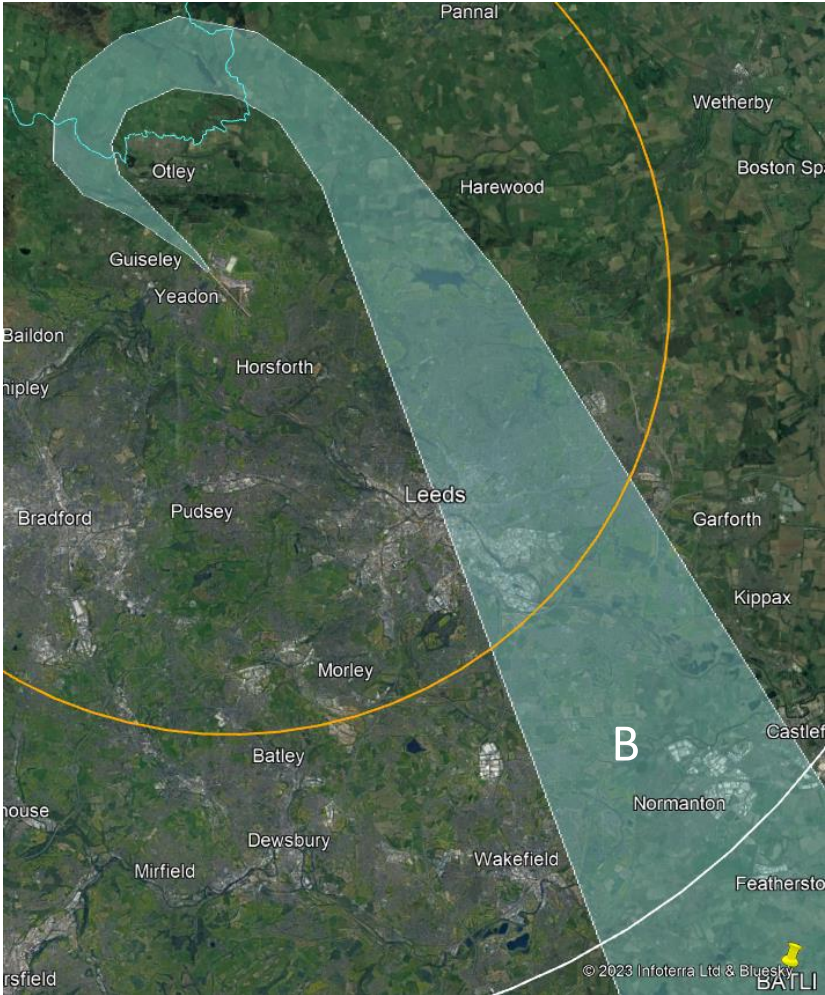 Pannal
Wetherby
Boston Spa
Otley
Harewood
Guiseley
Yeadon
Baildon
hipley
Horsforth
Leeds
Bradford
Pudsey
Garforth
Kippax
Morley
Castlef
B
Batley
Normanton
house
Dewsbury
Wakefield
Mirfield
Feathersto
© 2023 Infoterra Ltd & Bluesky
rsfield
BATLI